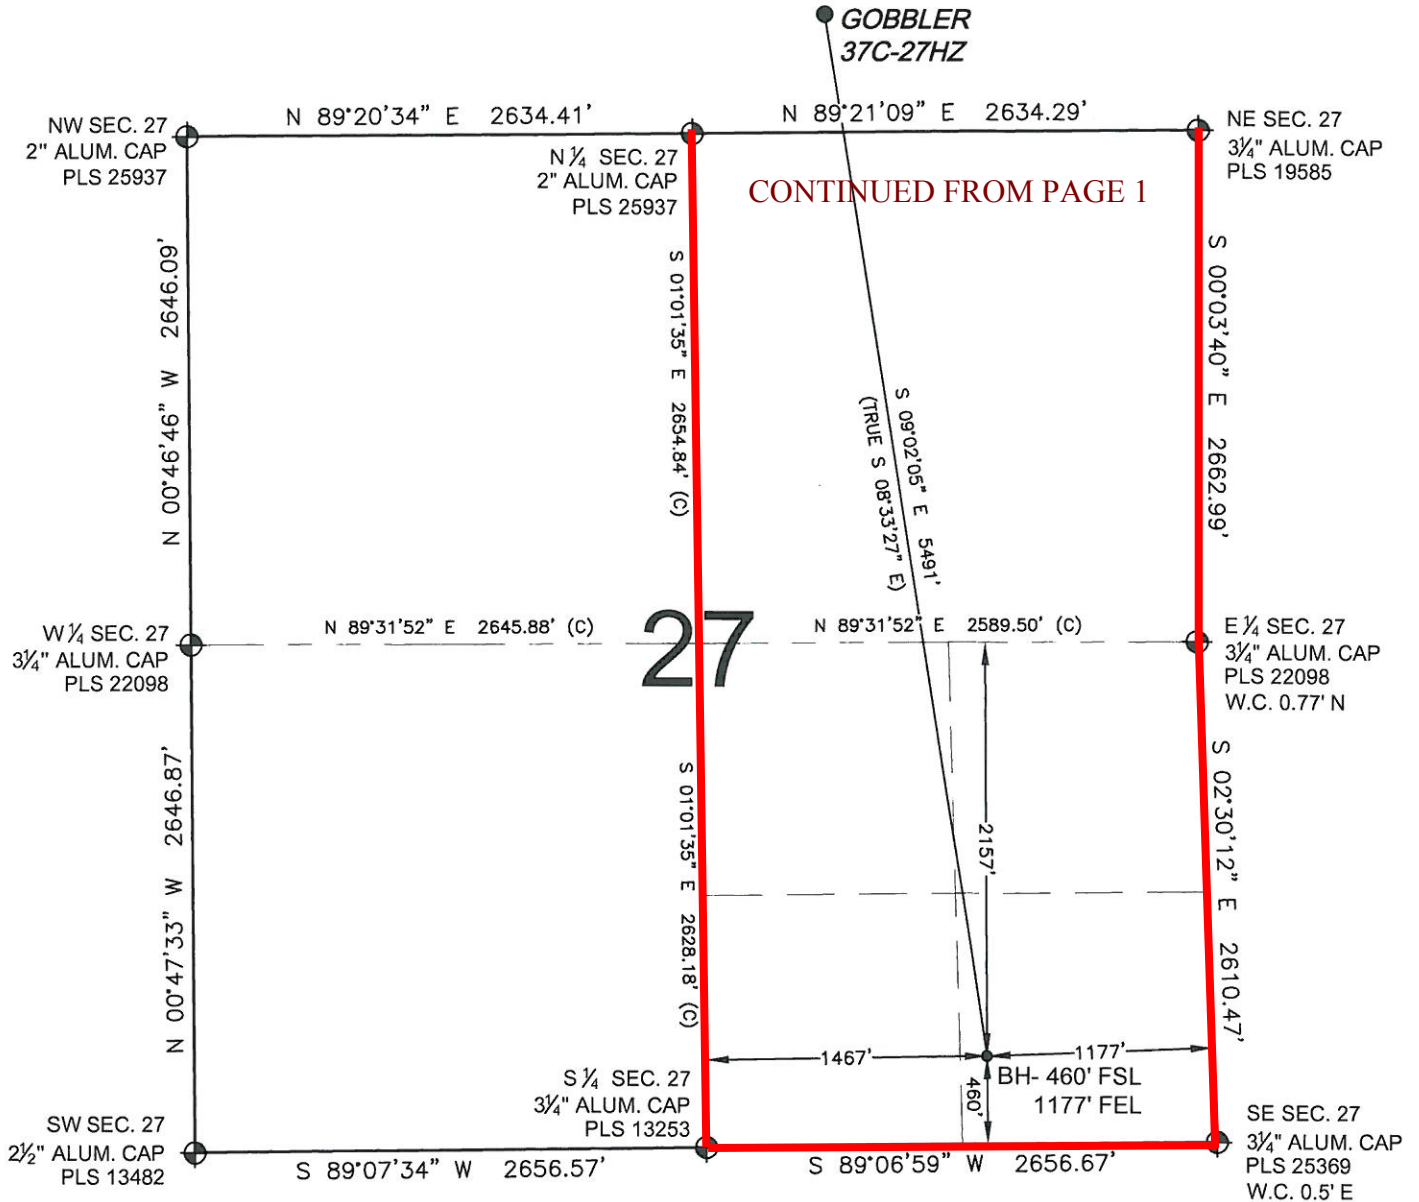 GOBBLER
37C-27HZ
N 89°20'34" E 2634.41'
N 89°21'09" E 2634.29'
NW SEC. 27
2" ALUM. CAP
PLS 25937
N ¼ SEC. 27
2" ALUM. CAP
PLS 25937
NE SEC. 27
3¼" ALUM. CAP
PLS 19585
CONTINUED FROM PAGE 1
N 00°46'46" W 2646.09'
S 01°01'35" E 2654.84' (C)
S 09°02'05" E 5491'
(TRUE S 08°33'27" E)
S 00°03'40" E 2662.99'
W ¼ SEC. 27
3¼" ALUM. CAP
PLS 22098
N 89°31'52" E 2645.88' (C)
27
N 89°31'52" E 2589.50' (C)
E ¼ SEC. 27
3¼" ALUM. CAP
PLS 22098
W.C. 0.77' N
N 00°47'33" W 2646.87'
S 01°01'35" E 2628.18' (C)
2157'
S 02°30'12" E 2610.47'
1467'
1177'
460'
BH- 460' FSL
1177' FEL
S ¼ SEC. 27
3¼" ALUM. CAP
PLS 13253
SW SEC. 27
2½" ALUM. CAP
PLS 13482
S 89°07'34" W 2656.57'
S 89°06'59" W 2656.67'
SE SEC. 27
3¼" ALUM. CAP
PLS 25369
W.C. 0.5' E